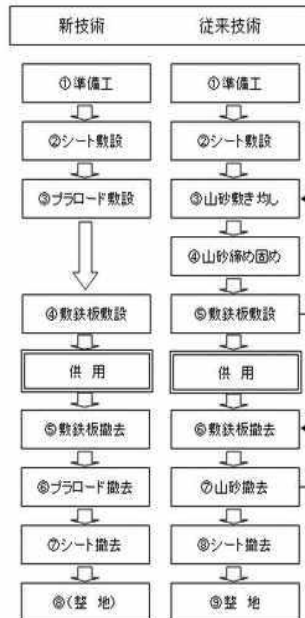 新技術
従来技術
①準備工
②シート敷設
③プラロード敷設
④敷鉄板敷設
供 用
⑤敷鉄板撤去
⑥プラロード撤去
⑦シート撤去
⑧(整 地)
①準備工
②シート敷設
③山砂敷き均し
④山砂締め固め
⑤敷鉄板敷設
供 用
⑥敷鉄板撤去
⑦山砂撤去
⑧シート撤去
⑨整 地